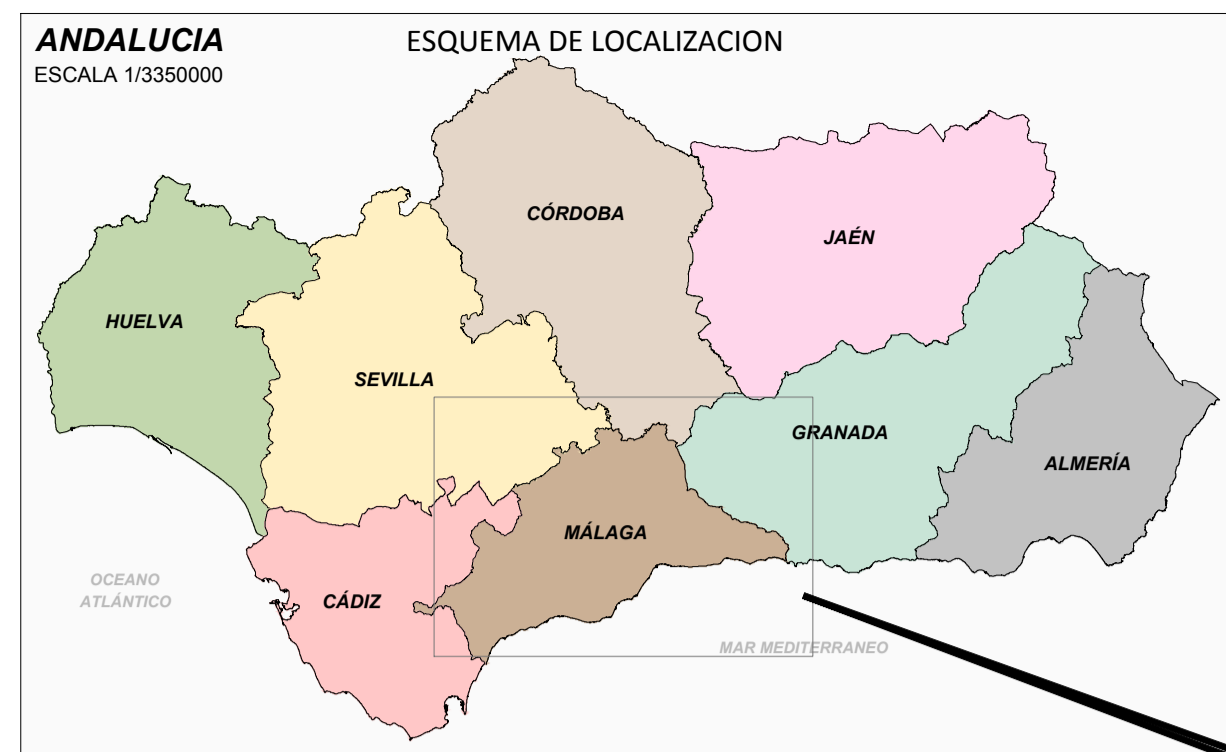 ANDALUCIA
ESQUEMA DE LOCALIZACION
ESCALA 1/3350000
CÓRDOBA
JAÉN
HUELVA
SEVILLA
GRANADA
ALMERÍA
MÁLAGA
OCEANO
ATLÁNTICO
CÁDIZ
MAR MEDITERRANEO